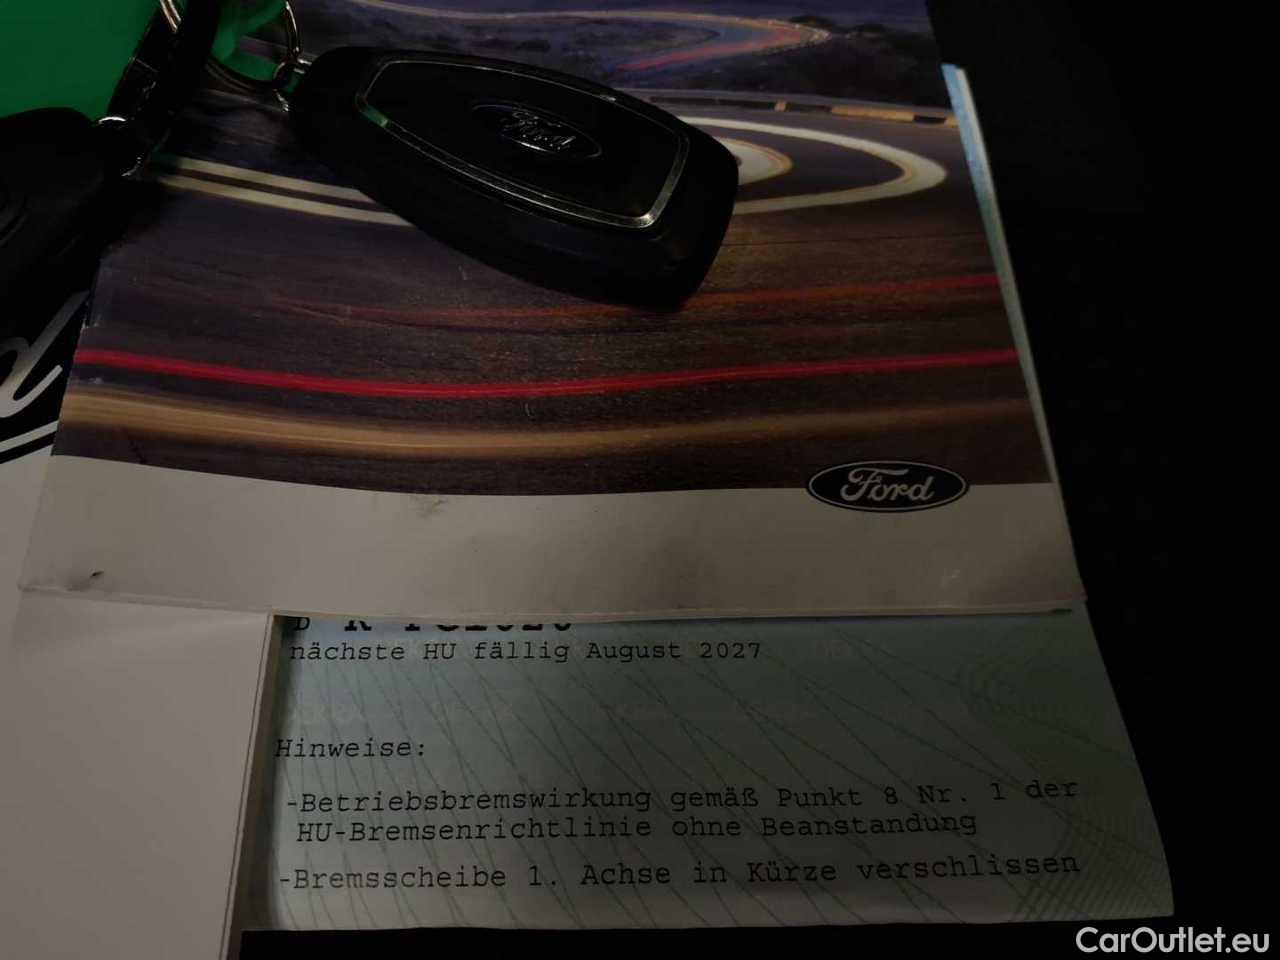 Ford
Ford
nächste HU fällig August 2027
Hinweise:
-Betriebsbremswirkung gemäß Punkt 8 Nr. 1 der
HU-Bremsenrichtlinie ohne Beanstandung
-Bremsscheibe 1. Achse in Kürze verschlissen
CarOutlet.eu